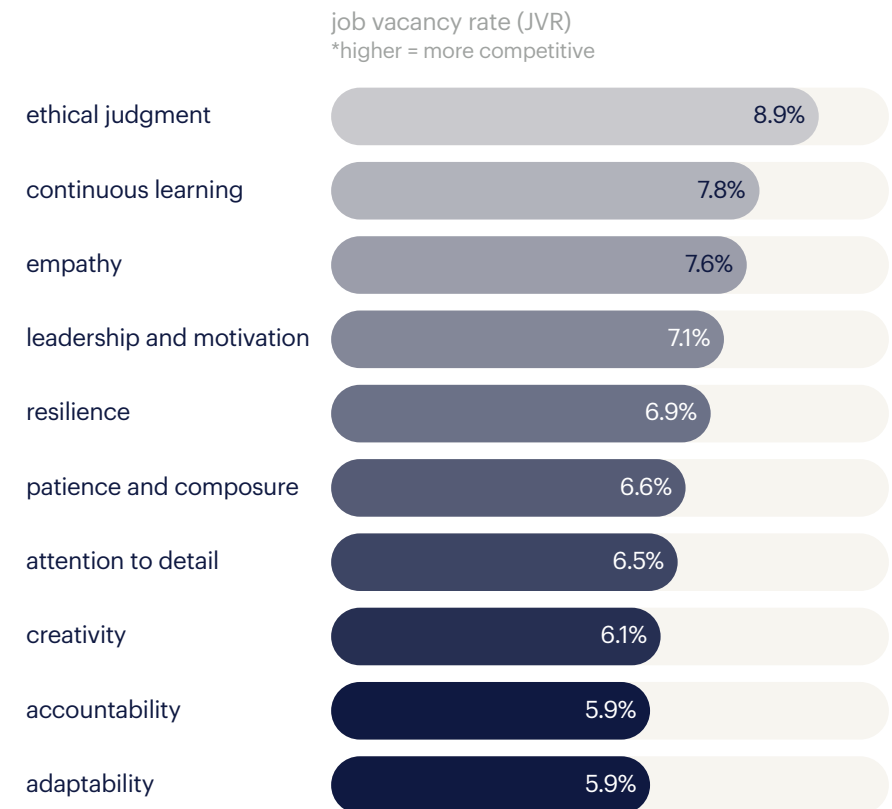 job vacancy rate (JVR)
*higher = more competitive
ethical judgment 8.9%
continuous learning 7.8%
empathy 7.6%
leadership and motivation 7.1%
resilience 6.9%
patience and composure 6.6%
attention to detail 6.5%
creativity 6.1%
accountability 5.9%
adaptability 5.9%